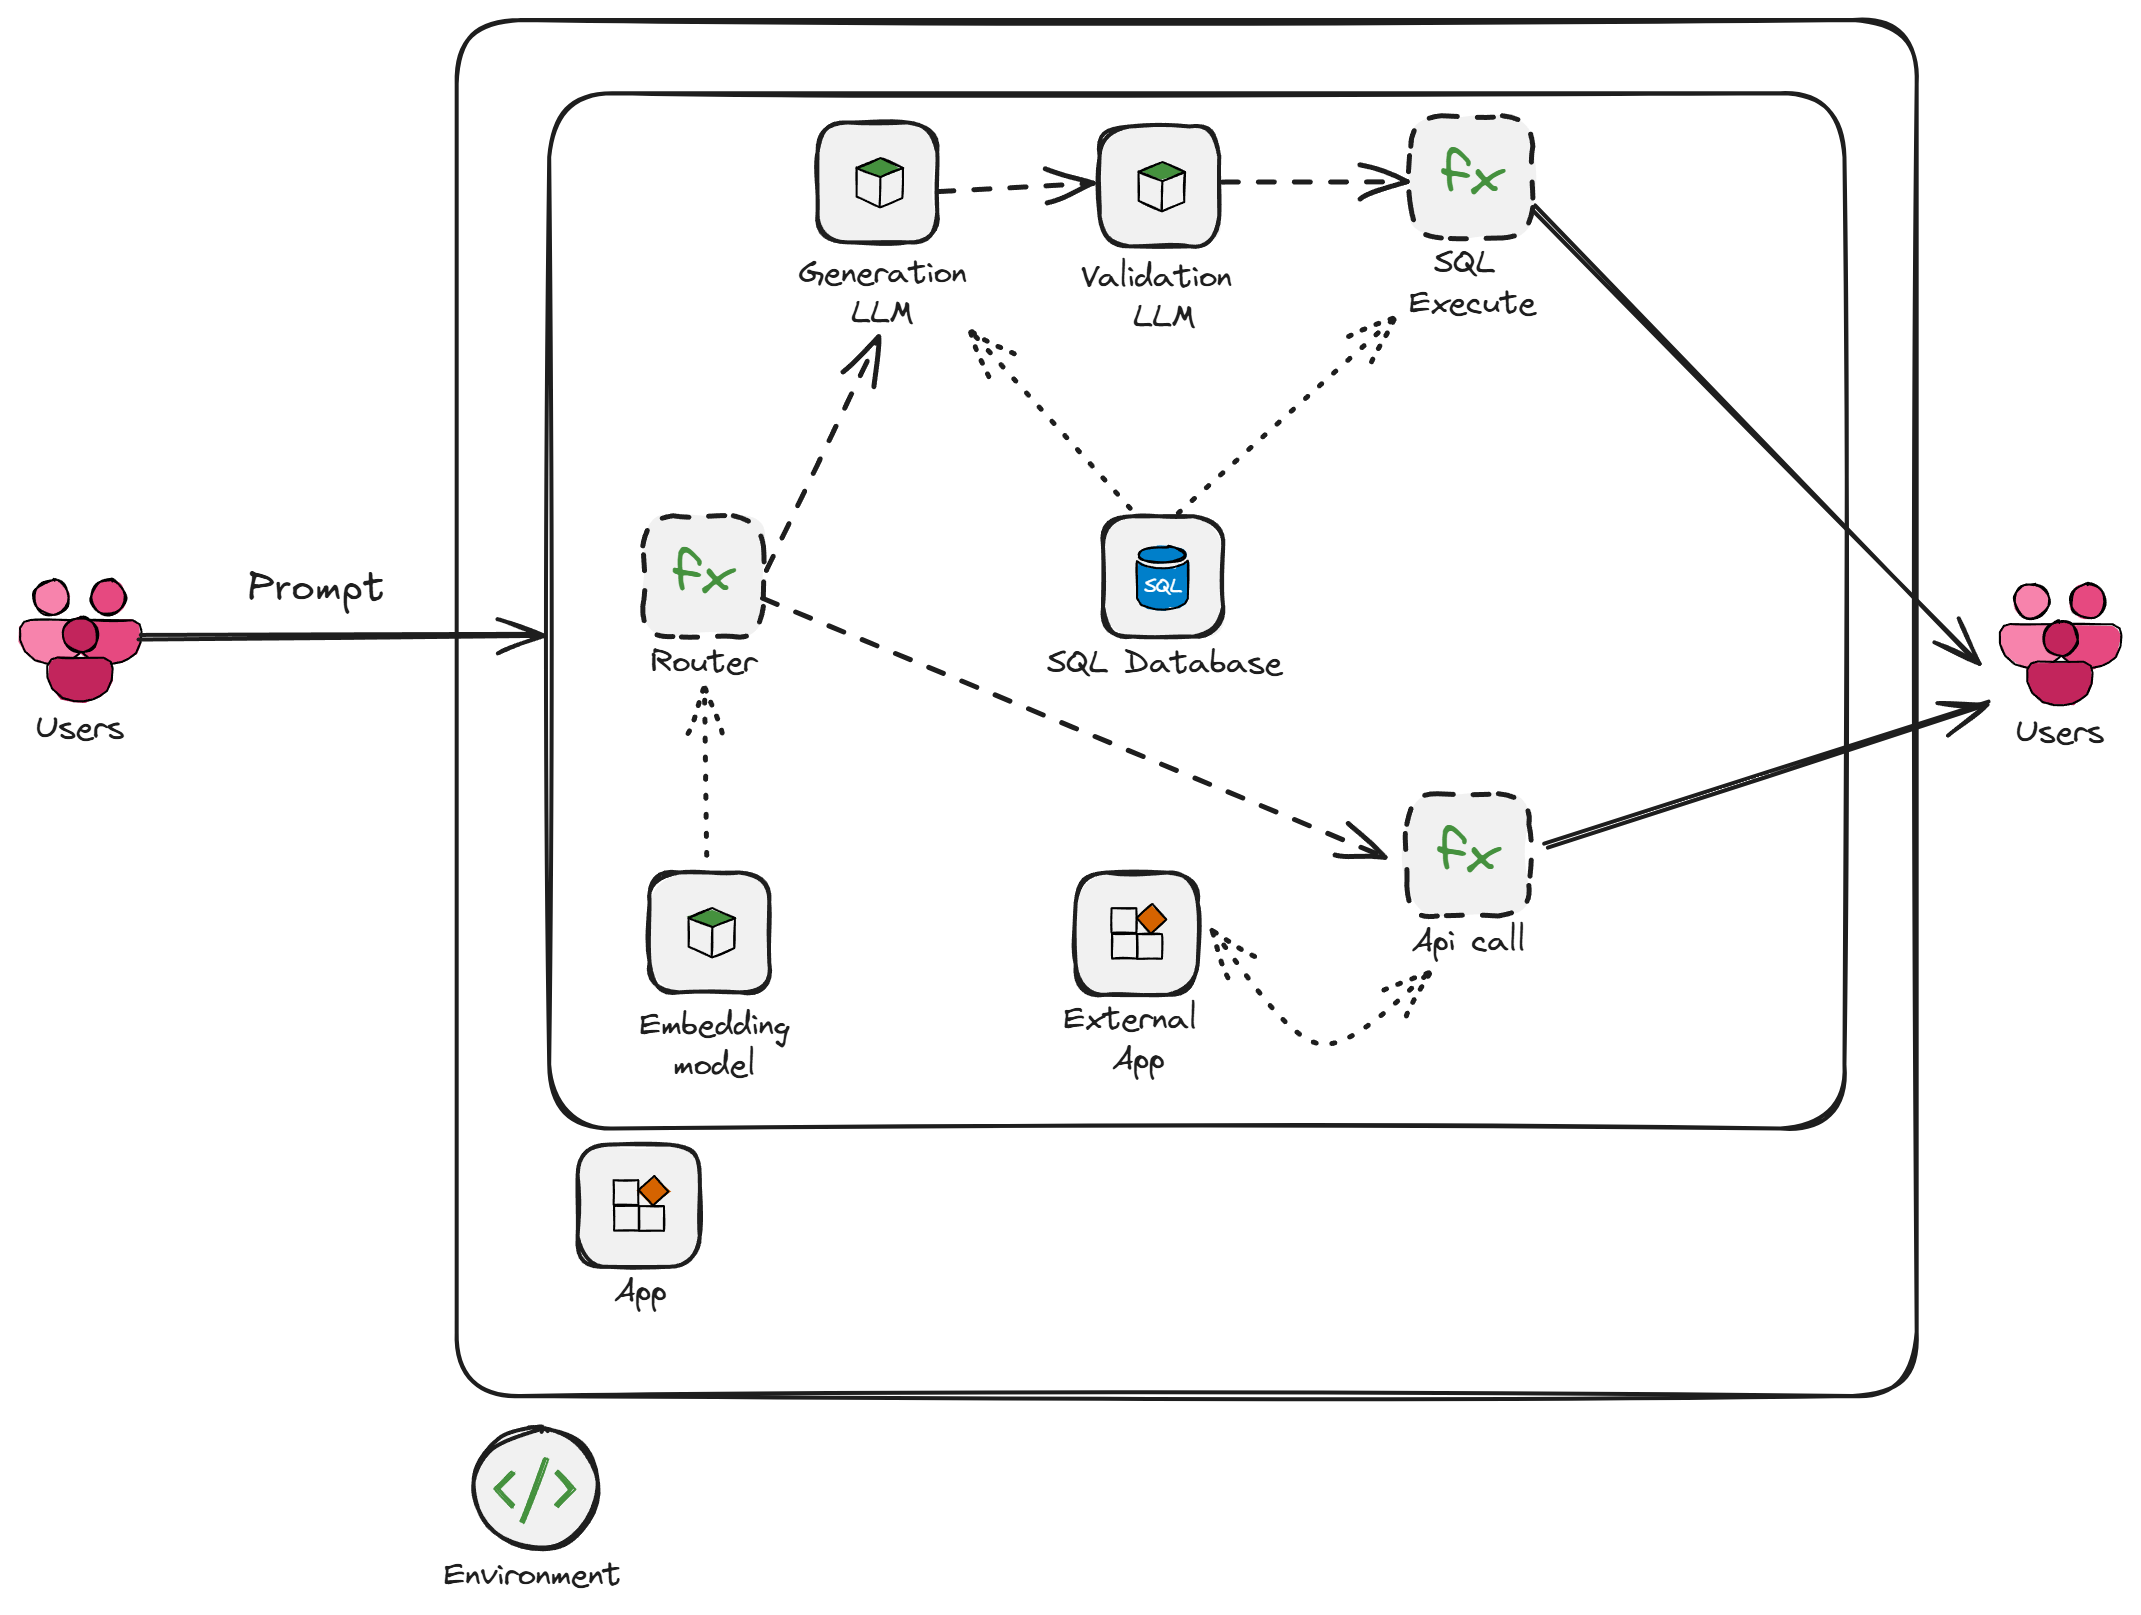 Generation
LLM
Validation
LLM
fx
SQL
Execute
Prompt
Users
fx
Router
SQL
SQL Database
Users
fx
Api call
Embedding
model
External
App
App
</>
Environment